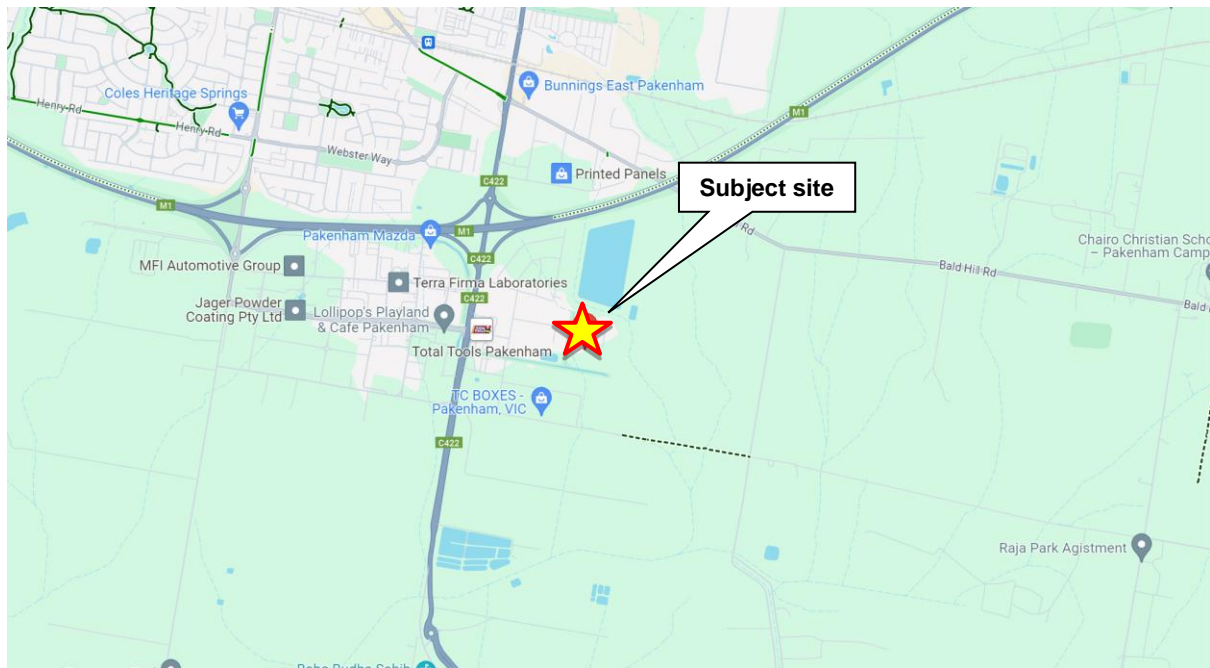 Coles Heritage Springs
Henry Rd
Henry Rd
Webster Way
Bunnings East Pakenham
M1
Printed Panels
C422
Subject site
M1
M1
Pakenham Mazda
C422
Rd
Chairo Christian Scho
– Pakenham Camp
Bald Hill Rd
MFI Automotive Group
Terra Firma Laboratories
C422
Jager Powder
Coating Pty Ltd
Lollipop's Playland
& Cafe Pakenham
Total Tools Pakenham
TC BOXES -
Pakenham, VIC
C422
Raja Park Agistment